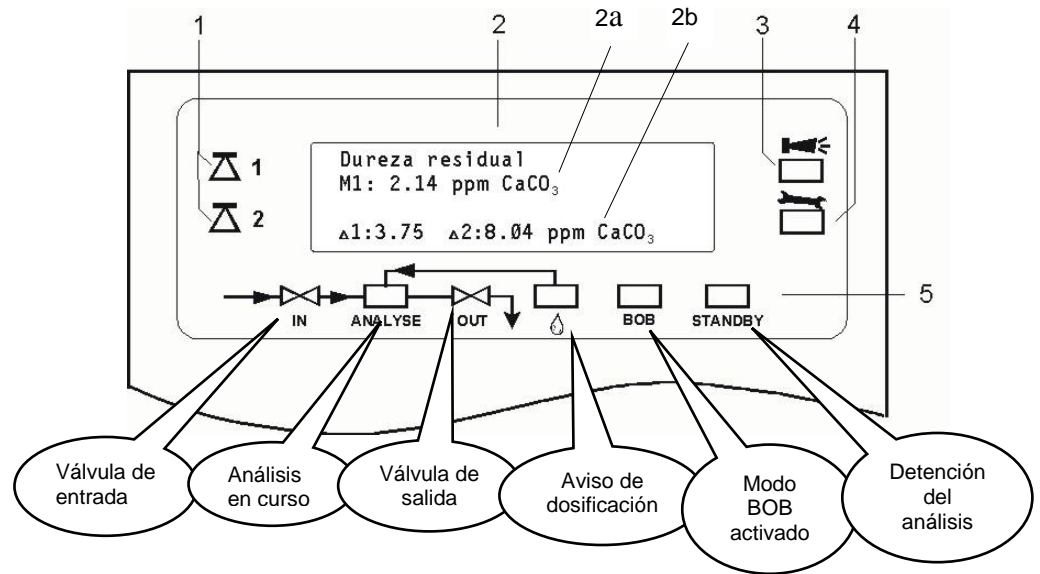 1 2 2a 2b 3 4
Dureza residual
M1: 2.14 ppm CaCO₃
1
2
▵1:3.75 ▵2:8.04 ppm CaCO₃
5
IN ANALYSE OUT BOB STANDBY
Válvula de
entrada
Análisis
en curso
Válvula de
salida
Aviso de
dosificación
Modo
BOB
activado
Detención
del
análisis